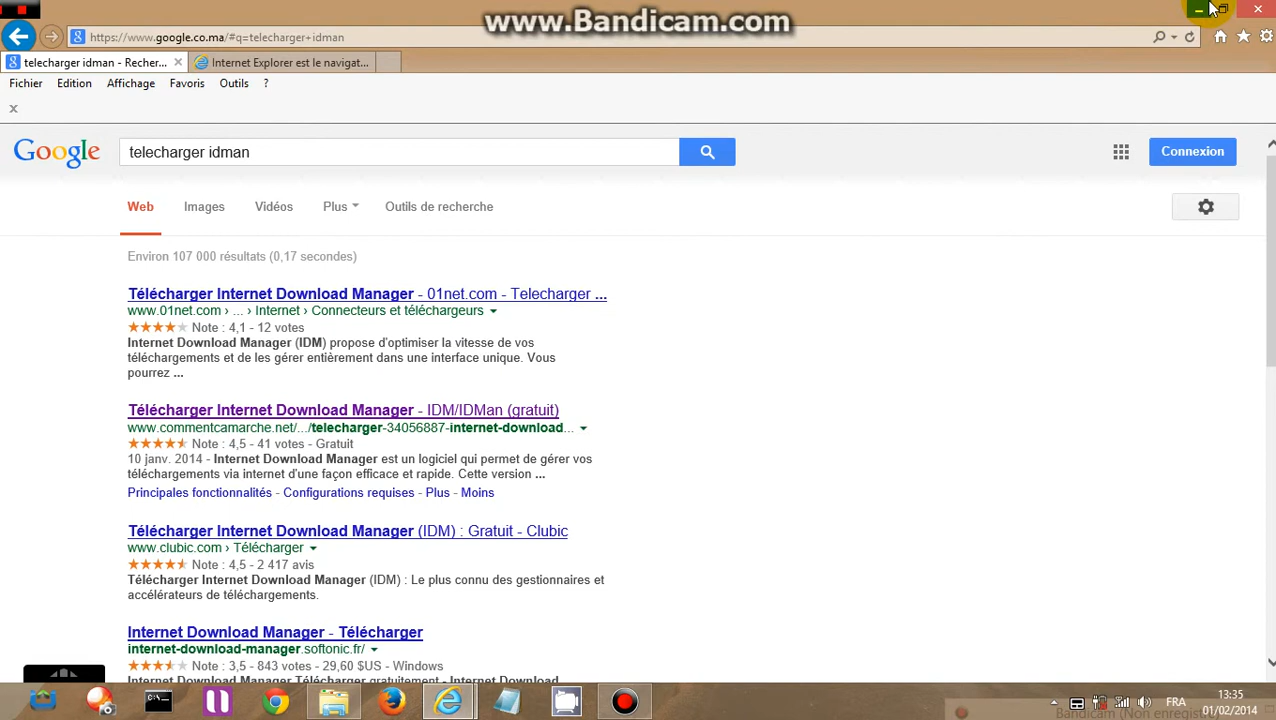 www.Bandicam.com
https://www.google.co.ma/#q=telecharger+idman
telecharger idman - Recher...
Internet Explorer est le navigat...
Fichier Edition Affichage Favoris Outils ?
x
Google telecharger idman Connexion
Web Images Vidéos Plus Outils de recherche
Environ 107 000 résultats (0,17 secondes)
Télécharger Internet Download Manager - 01net.com - Telecharger ...
www.01net.com › ... › Internet › Connecteurs et téléchargeurs
Note : 4,1 - 12 votes
Internet Download Manager (IDM) propose d'optimiser la vitesse de vos
téléchargements et de les gérer entièrement dans une interface unique. Vous
pourrez ...
Télécharger Internet Download Manager - IDM/IDMan (gratuit)
www.commentcamarche.net/.../telecharger-34056887-internet-download...
Note : 4,5 - 41 votes - Gratuit
10 janv. 2014 - Internet Download Manager est un logiciel qui permet de gérer vos
téléchargements via internet d'une façon efficace et rapide. Cette version ...
Principales fonctionnalités - Configurations requises - Plus - Moins
Télécharger Internet Download Manager (IDM) : Gratuit - Clubic
www.clubic.com › Télécharger
Note : 4,5 - 2 417 avis
Télécharger Internet Download Manager (IDM) : Le plus connu des gestionnaires et
accélérateurs de téléchargements.
Internet Download Manager - Télécharger
internet-download-manager.softonic.fr/
Note : 3,5 - 843 votes - 29,60 $US - Windows
Internet Download Manager Télécharger gratuitement - Internet Download Manager
FR
13:35
01/02/2014